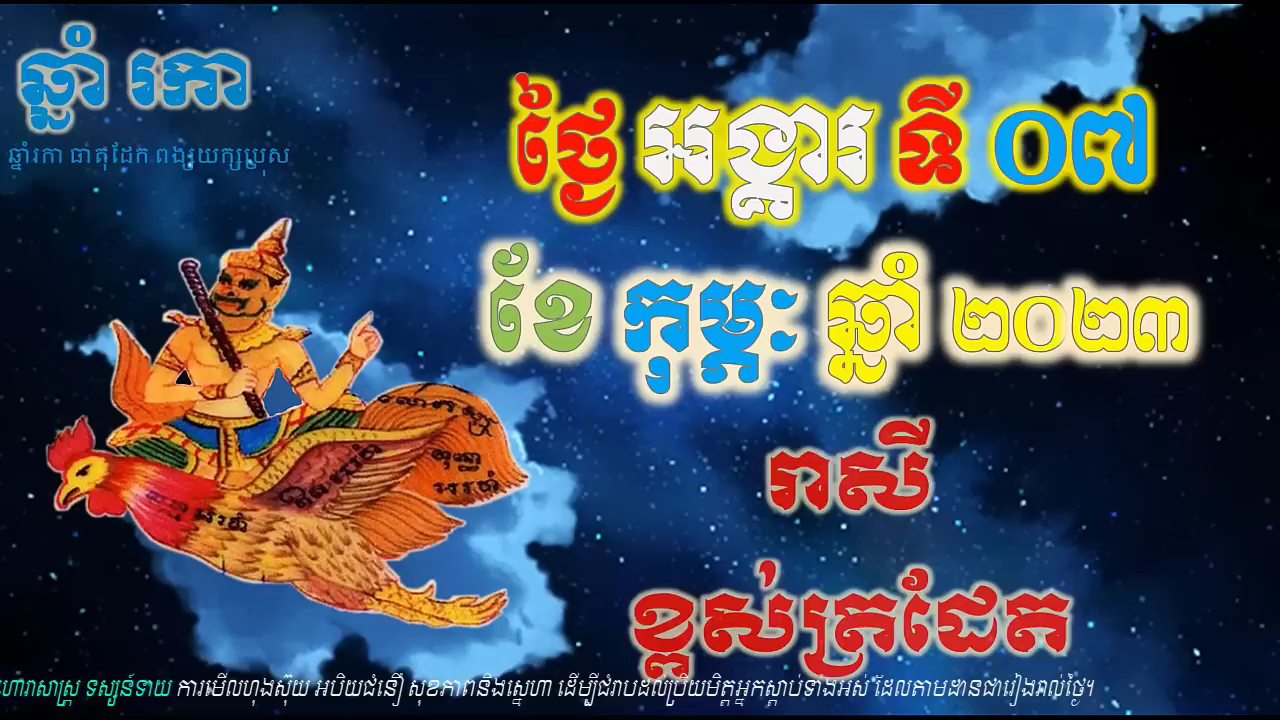 ឆ្នាំ រកា
ឆ្នាំរកា ធាតុដែក ពង្សយក្សប្រុស
ថ្ងៃ អង្គារ ទី ០៧
ខែ កុម្ភៈ ឆ្នាំ ២០២៣
រាសី
ខ្ពស់ត្រដែត
ហោរាសាស្ត្រ ទស្សន៍ទាយ ការមើលហុងស៊ុយ អបិយជំនឿ សុខភាពនិងស្នេហា ដើម្បីជំរាបដល់ប្រិយមិត្តអ្នកស្តាប់ទាំងអស់ ដែលតាមដានជារៀងរាល់ថ្ងៃ។